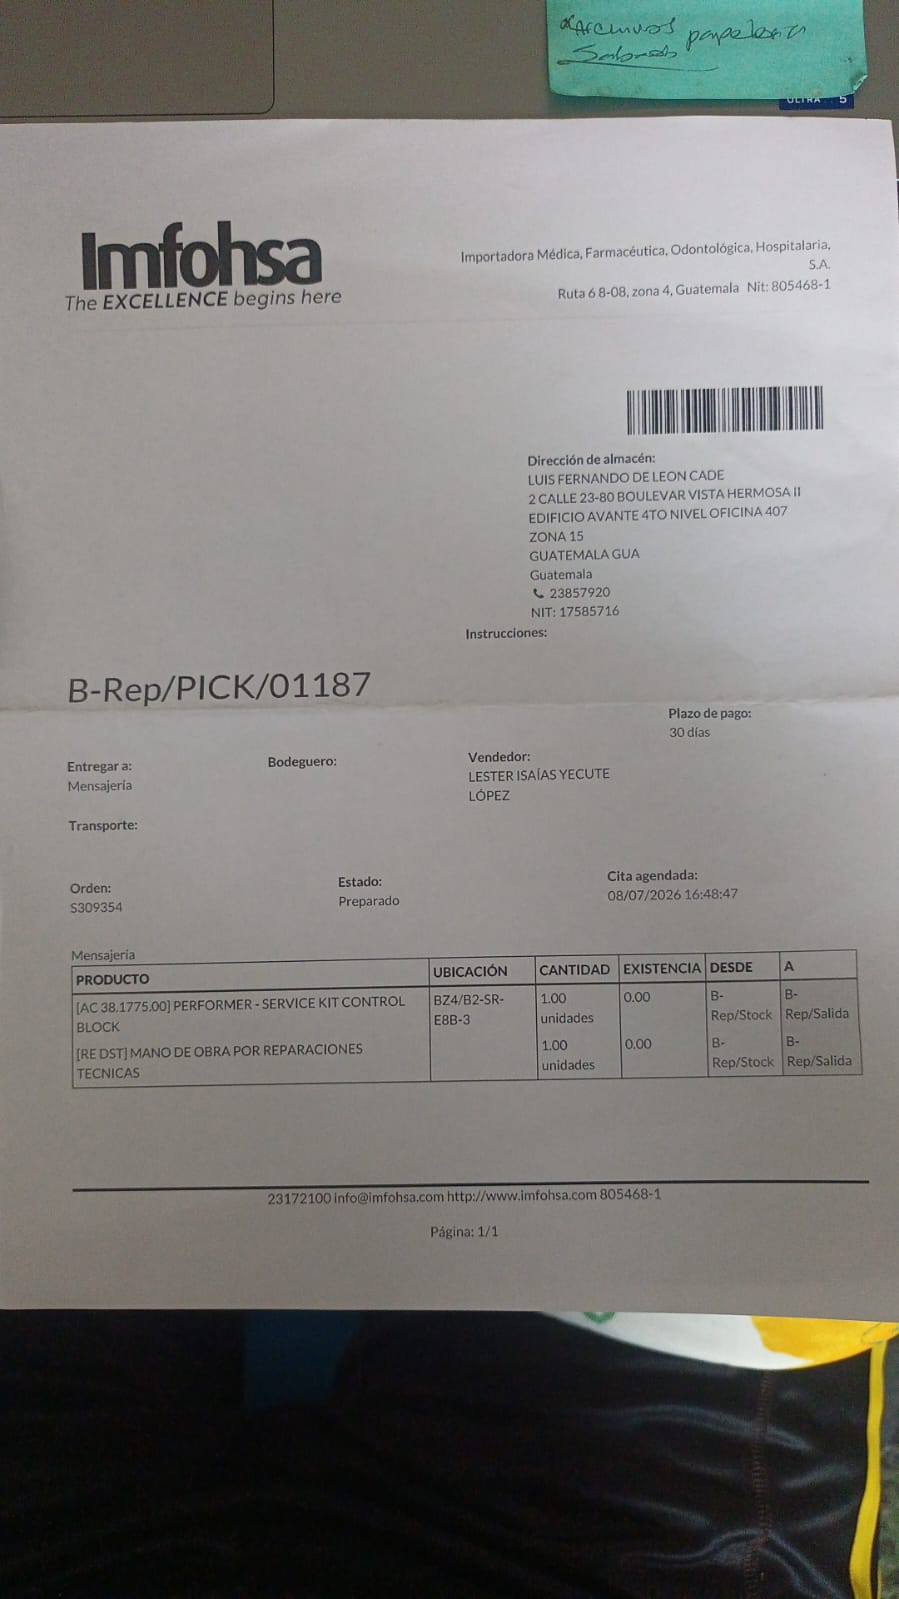 Archivos papeleria
ULTRA 5
Imfohsa
The EXCELLENCE begins here
Importadora Médica, Farmacéutica, Odontológica, Hospitalaria,
S.A.
Ruta 6 8-08, zona 4, Guatemala Nit: 805468-1
Dirección de almacén:
LUIS FERNANDO DE LEON CADE
2 CALLE 23-80 BOULEVAR VISTA HERMOSA II
EDIFICIO AVANTE 4TO NIVEL OFICINA 407
ZONA 15
GUATEMALA GUA
Guatemala
23857920
NIT: 17585716
Instrucciones:
B-Rep/PICK/01187
Plazo de pago:
30 días
Entregar a:
Mensajería
Bodeguero:
Vendedor:
LESTER ISAÍAS YECUTE
LÓPEZ
Transporte:
Orden:
S309354
Estado:
Preparado
Cita agendada:
08/07/2026 16:48:47
Mensajería
PRODUCTO UBICACIÓN CANTIDAD EXISTENCIA DESDE A
[AC 38.1775.00] PERFORMER - SERVICE KIT CONTROL BZ4/B2-SR- 1.00 0.00 B- B-
BLOCK E8B-3 unidades Rep/Stock Rep/Salida
[RE DST] MANO DE OBRA POR REPARACIONES 1.00 0.00 B- B-
TECNICAS unidades Rep/Stock Rep/Salida
23172100 info@imfohsa.com http://www.imfohsa.com 805468-1
Página: 1/1